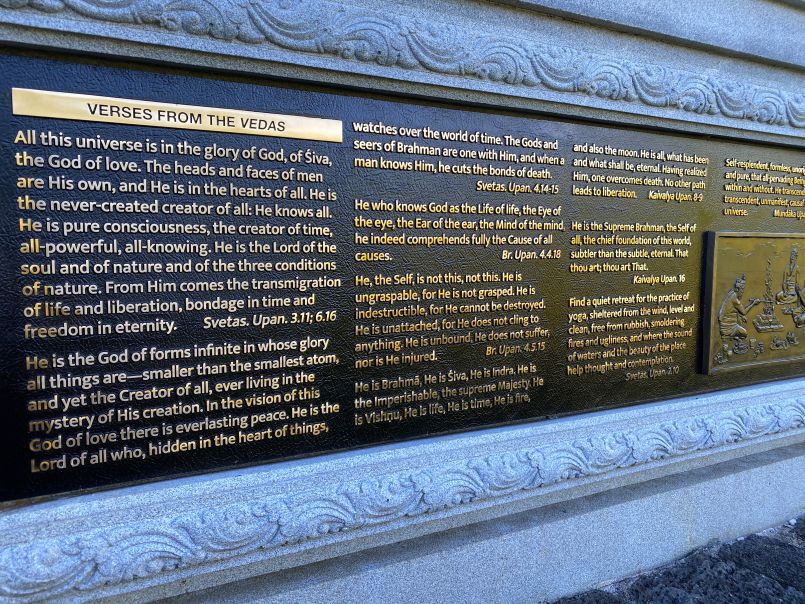 VERSES FROM THE VEDAS
All this universe is in the glory of God, of Śiva,
the God of love. The heads and faces of men
are His own, and He is in the hearts of all. He is
the never-created creator of all: He knows all.
He is pure consciousness, the creator of time,
all-powerful, all-knowing. He is the Lord of the
soul and of nature and of the three conditions
of nature. From Him comes the transmigration
of life and liberation, bondage in time and
freedom in eternity. Svetas. Upan. 3.11; 6.16
He is the God of forms infinite in whose glory
all things are—smaller than the smallest atom,
and yet the Creator of all, ever living in the
mystery of His creation. In the vision of this
God of love there is everlasting peace. He is the
Lord of all who, hidden in the heart of things,
watches over the world of time. The Gods and
seers of Brahman are one with Him, and when a
man knows Him, he cuts the bonds of death.
Svetas. Upan. 4.14-15
He who knows God as the Life of life, the Eye of
the eye, the Ear of the ear, the Mind of the mind,
he indeed comprehends fully the Cause of all
causes. Br. Upan. 4.4.18
He, the Self, is not this, not this. He is
ungraspable, for He is not grasped. He is
indestructible, for He cannot be destroyed.
He is unattached, for He does not cling to
anything. He is unbound, He does not suffer,
nor is He injured. Br. Upan. 4.5.15
He is Brahmā, He is Śiva, He is Indra. He is
the Imperishable, the supreme Majesty. He
is Vishṇu, He is life, He is time, He is fire,
and also the moon. He is all, what has been
and what shall be, eternal. Having realized
Him, one overcomes death. No other path
leads to liberation. Kaivalya Upan. 8-9
He is the Supreme Brahman, the Self of
all, the chief foundation of this world,
subtler than the subtle, eternal. That
thou art; thou art That.
Kaivalya Upan. 16
Find a quiet retreat for the practice of
yoga, sheltered from the wind, level and
clean, free from rubbish, smoldering
fires and ugliness, and where the sound
of waters and the beauty of the place
help thought and contemplation.
Svetas. Upan. 2.10
Self-resplendent, formless,
and pure, that all-pervading Being
within and without. He transcends
transcendent, unmanifest, causal
universe. Mundaka